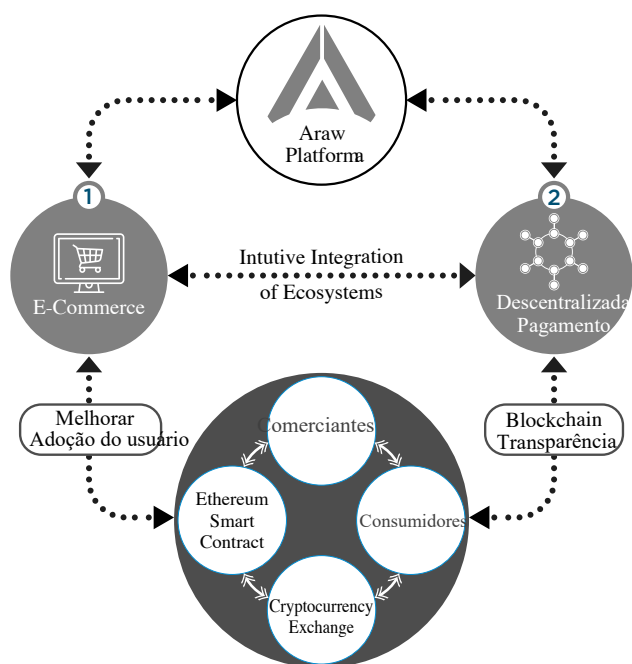 Araw
Plataforma
1
2
E-Commerce
Intutive Integration
of Ecosystems
Descentralizada
Pagamento
Melhorar
Adoção do usuário
Blockchain
Transparência
Comerciantes
Ethereum
Smart
Contract
Consumidores
Cryptocurrency
Exchange